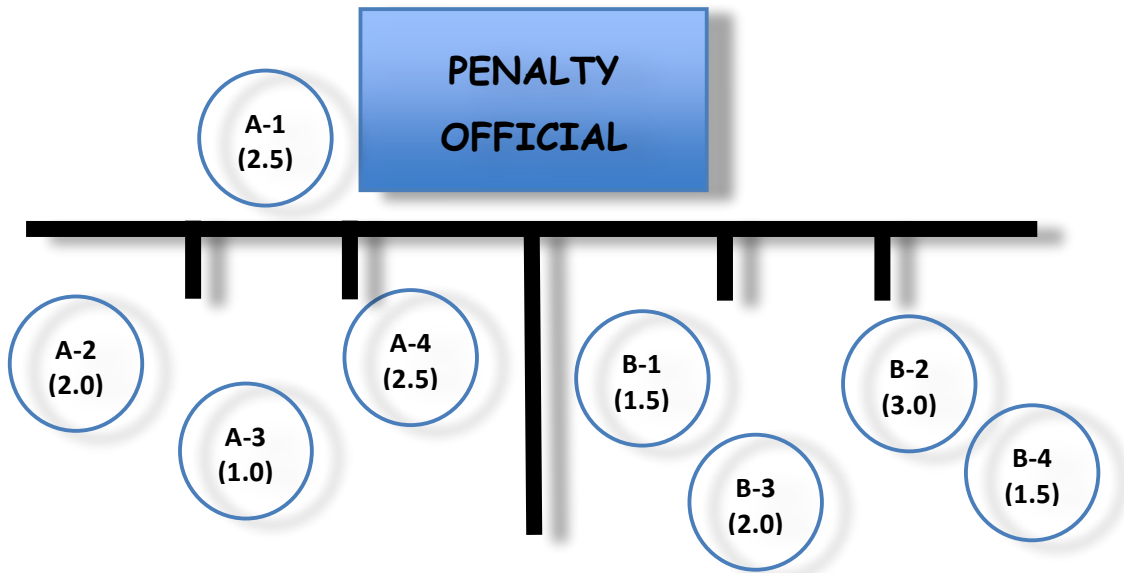 PENALTY
OFFICIAL
A-1
(2.5)
A-2
(2.0)
A-3
(1.0)
A-4
(2.5)
B-1
(1.5)
B-3
(2.0)
B-2
(3.0)
B-4
(1.5)